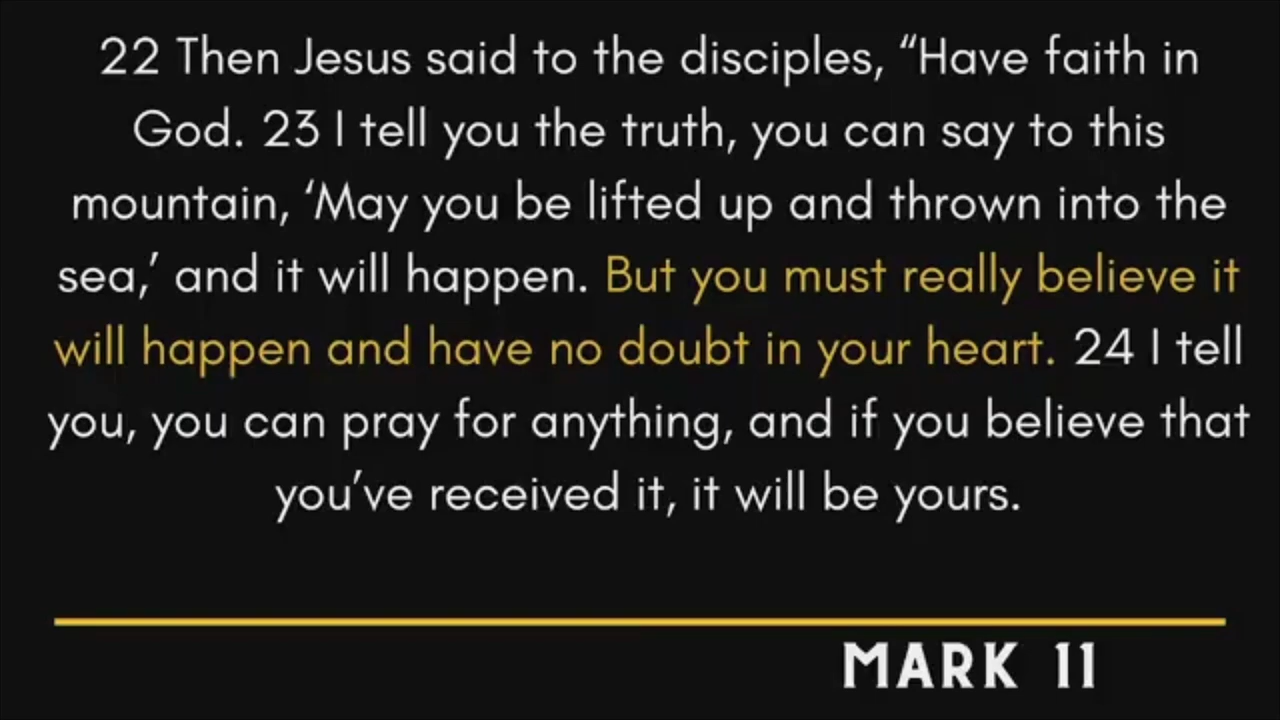 22 Then Jesus said to the disciples, “Have faith in
God. 23 I tell you the truth, you can say to this
mountain, ‘May you be lifted up and thrown into the
sea,’ and it will happen. But you must really believe it
will happen and have no doubt in your heart. 24 I tell
you, you can pray for anything, and if you believe that
you’ve received it, it will be yours.
MARK 11